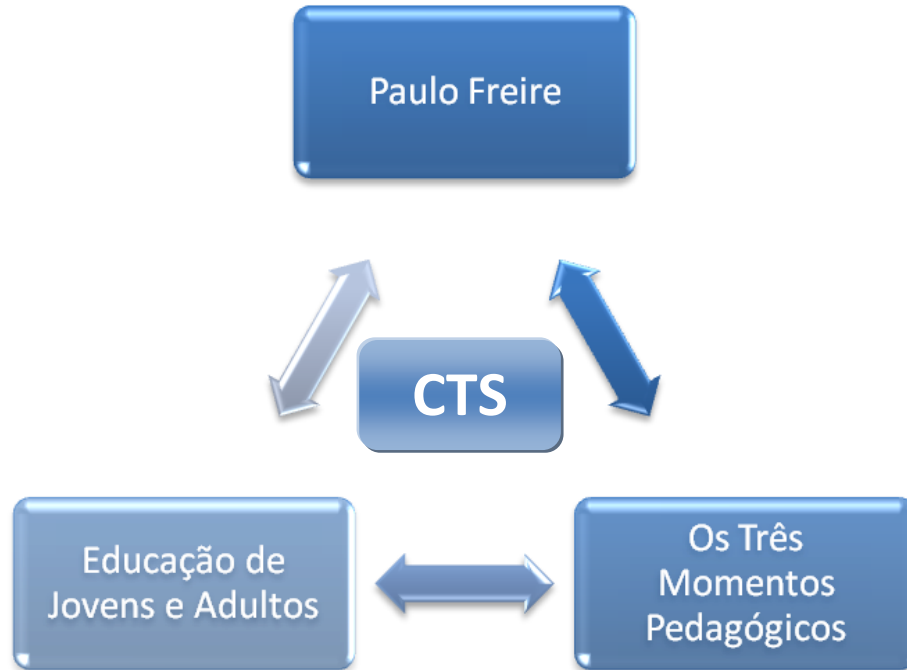 Paulo Freire
CTS
Educação de
Jovens e Adultos
Os Três
Momentos
Pedagógicos